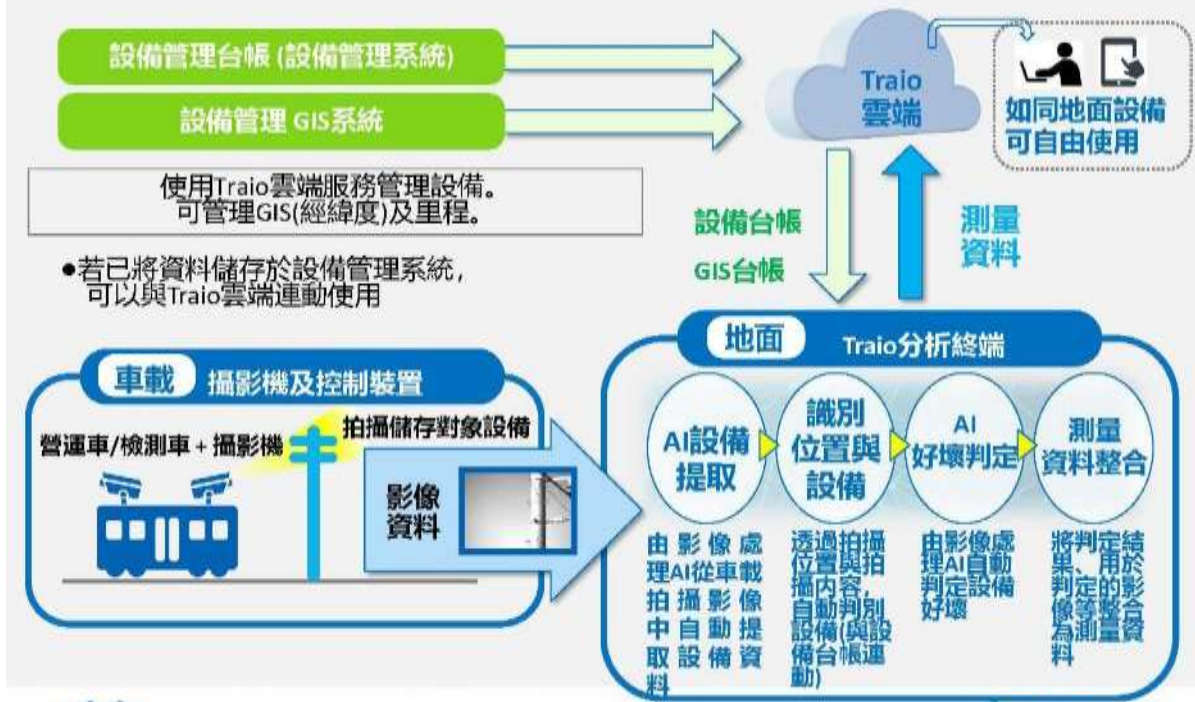 設備管理台帳 (設備管理系統)
設備管理 GIS系統
Traio
雲端
如同地面設備
可自由使用
使用Traio雲端服務管理設備。
可管理GIS(經緯度)及里程。
●若已將資料儲存於設備管理系統，
可以與Traio雲端連動使用
設備台帳
GIS台帳
測量
資料
車載 攝影機及控制裝置
營運車/檢測車 + 攝影機
拍攝儲存對象設備
影像
資料
地面 Traio分析終端
AI設備
提取
識別
位置與
設備
AI
好壞判定
測量
資料整合
由影像處
理AI從車載
拍攝影像
中自動提
取設備資
料
透過拍攝
位置與拍
攝內容，
自動判別
設備(與設
備台帳連
動)
由影像處
理AI自動
判定設備
好壞
將判定結
果、用於
判定的影
像等整合
為測量資
料